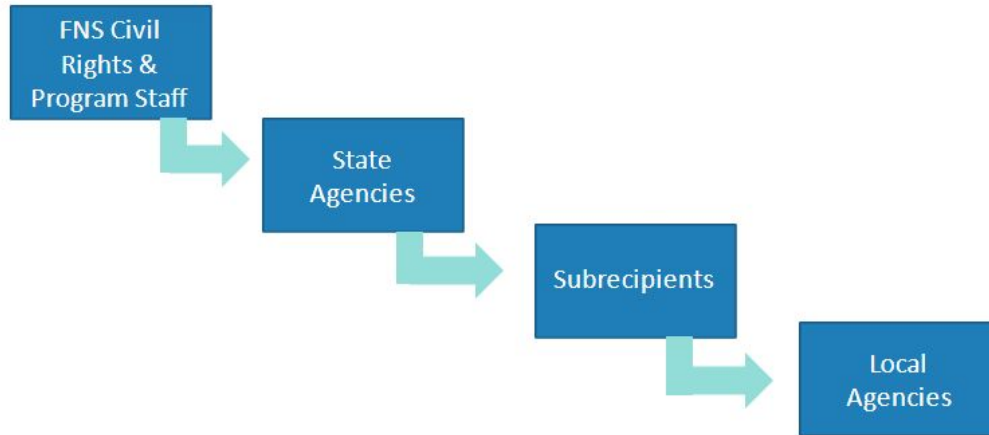 FNS Civil
Rights &
Program Staff
State
Agencies
Subrecipients
Local
Agencies